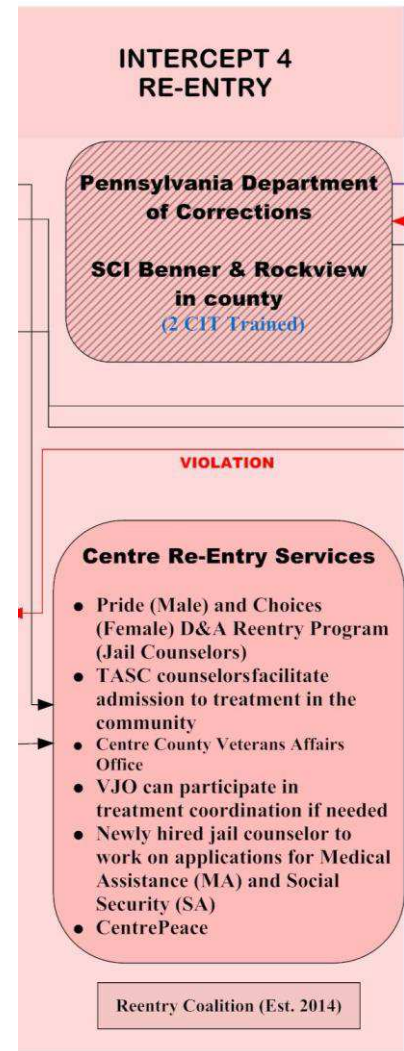 INTERCEPT 4
RE-ENTRY
Pennsylvania Department
of Corrections
SCI Benner & Rockview
in county
(2 CIT Trained)
VIOLATION
Centre Re-Entry Services
● Pride (Male) and Choices
(Female) D&A Reentry Program
(Jail Counselors)
● TASC counselorsfacilitate
admission to treatment in the
community
● Centre County Veterans Affairs
Office
● VJO can participate in
treatment coordination if needed
● Newly hired jail counselor to
work on applications for Medical
Assistance (MA) and Social
Security (SA)
● CentrePeace
Reentry Coalition (Est. 2014)